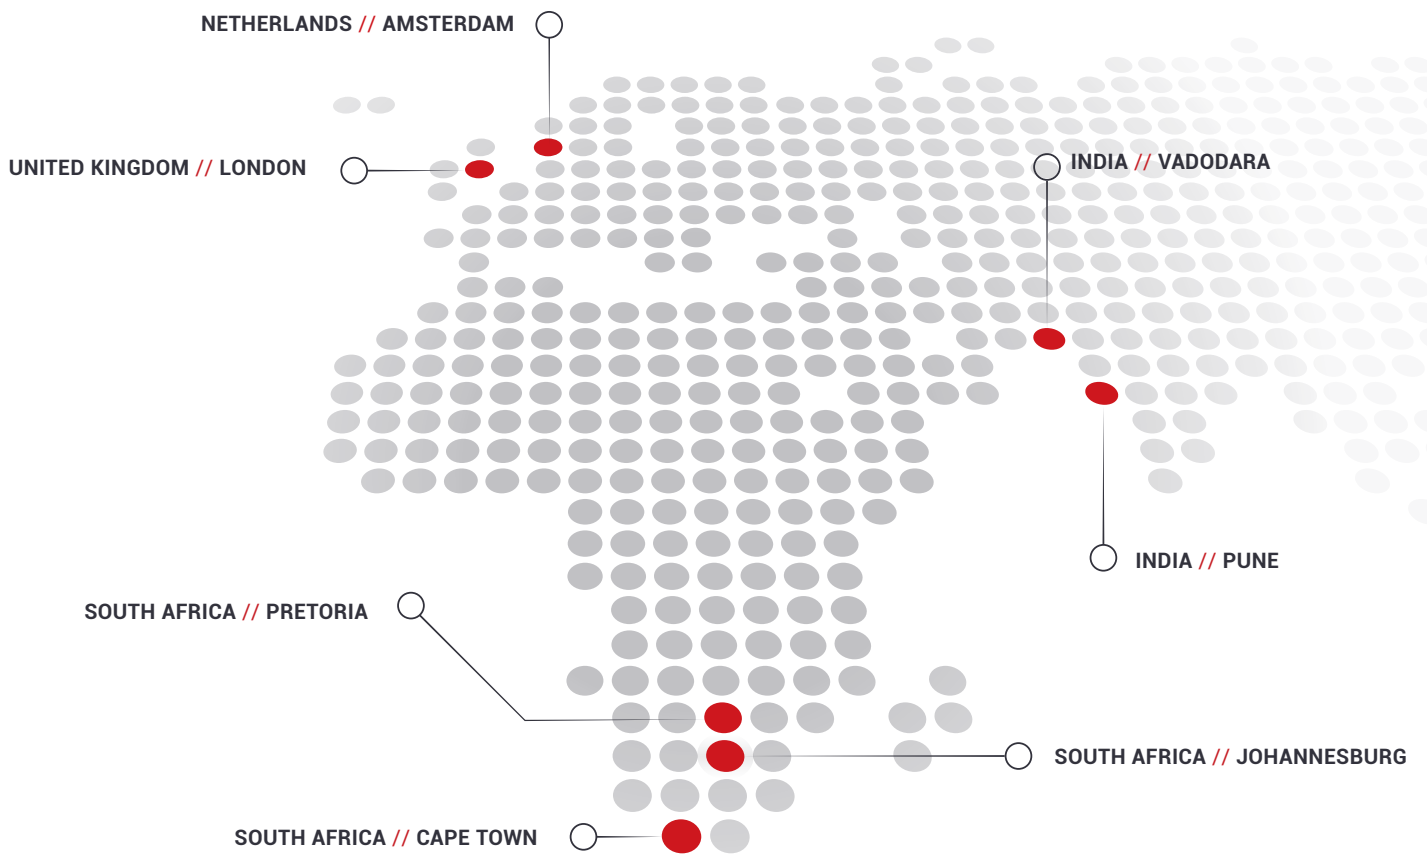 NETHERLANDS // AMSTERDAM
UNITED KINGDOM // LONDON
INDIA // VADODARA
INDIA // PUNE
SOUTH AFRICA // PRETORIA
SOUTH AFRICA // JOHANNESBURG
SOUTH AFRICA // CAPE TOWN